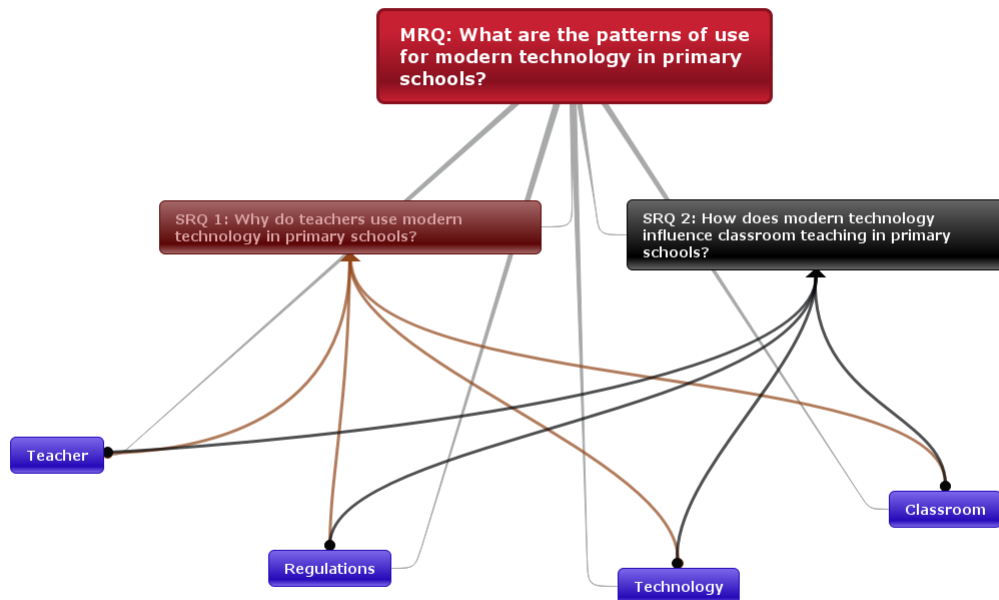 MRQ: What are the patterns of use
for modern technology in primary
schools?
SRQ 1: Why do teachers use modern
technology in primary schools?
SRQ 2: How does modern technology
influence classroom teaching in primary
schools?
Teacher
Classroom
Regulations
Technology